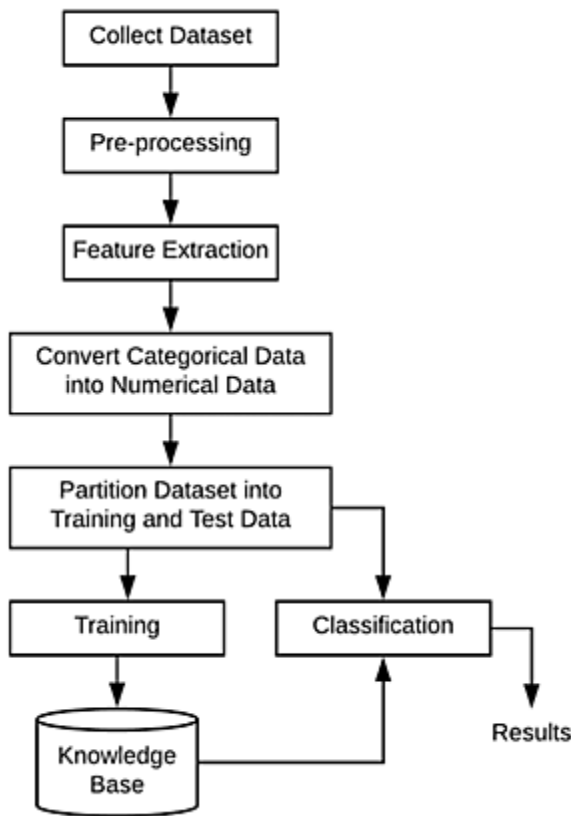 Collect Dataset
Pre-processing
Feature Extraction
Convert Categorical Data
into Numerical Data
Partition Dataset into
Training and Test Data
Training
Classification
Knowledge
Base
Results